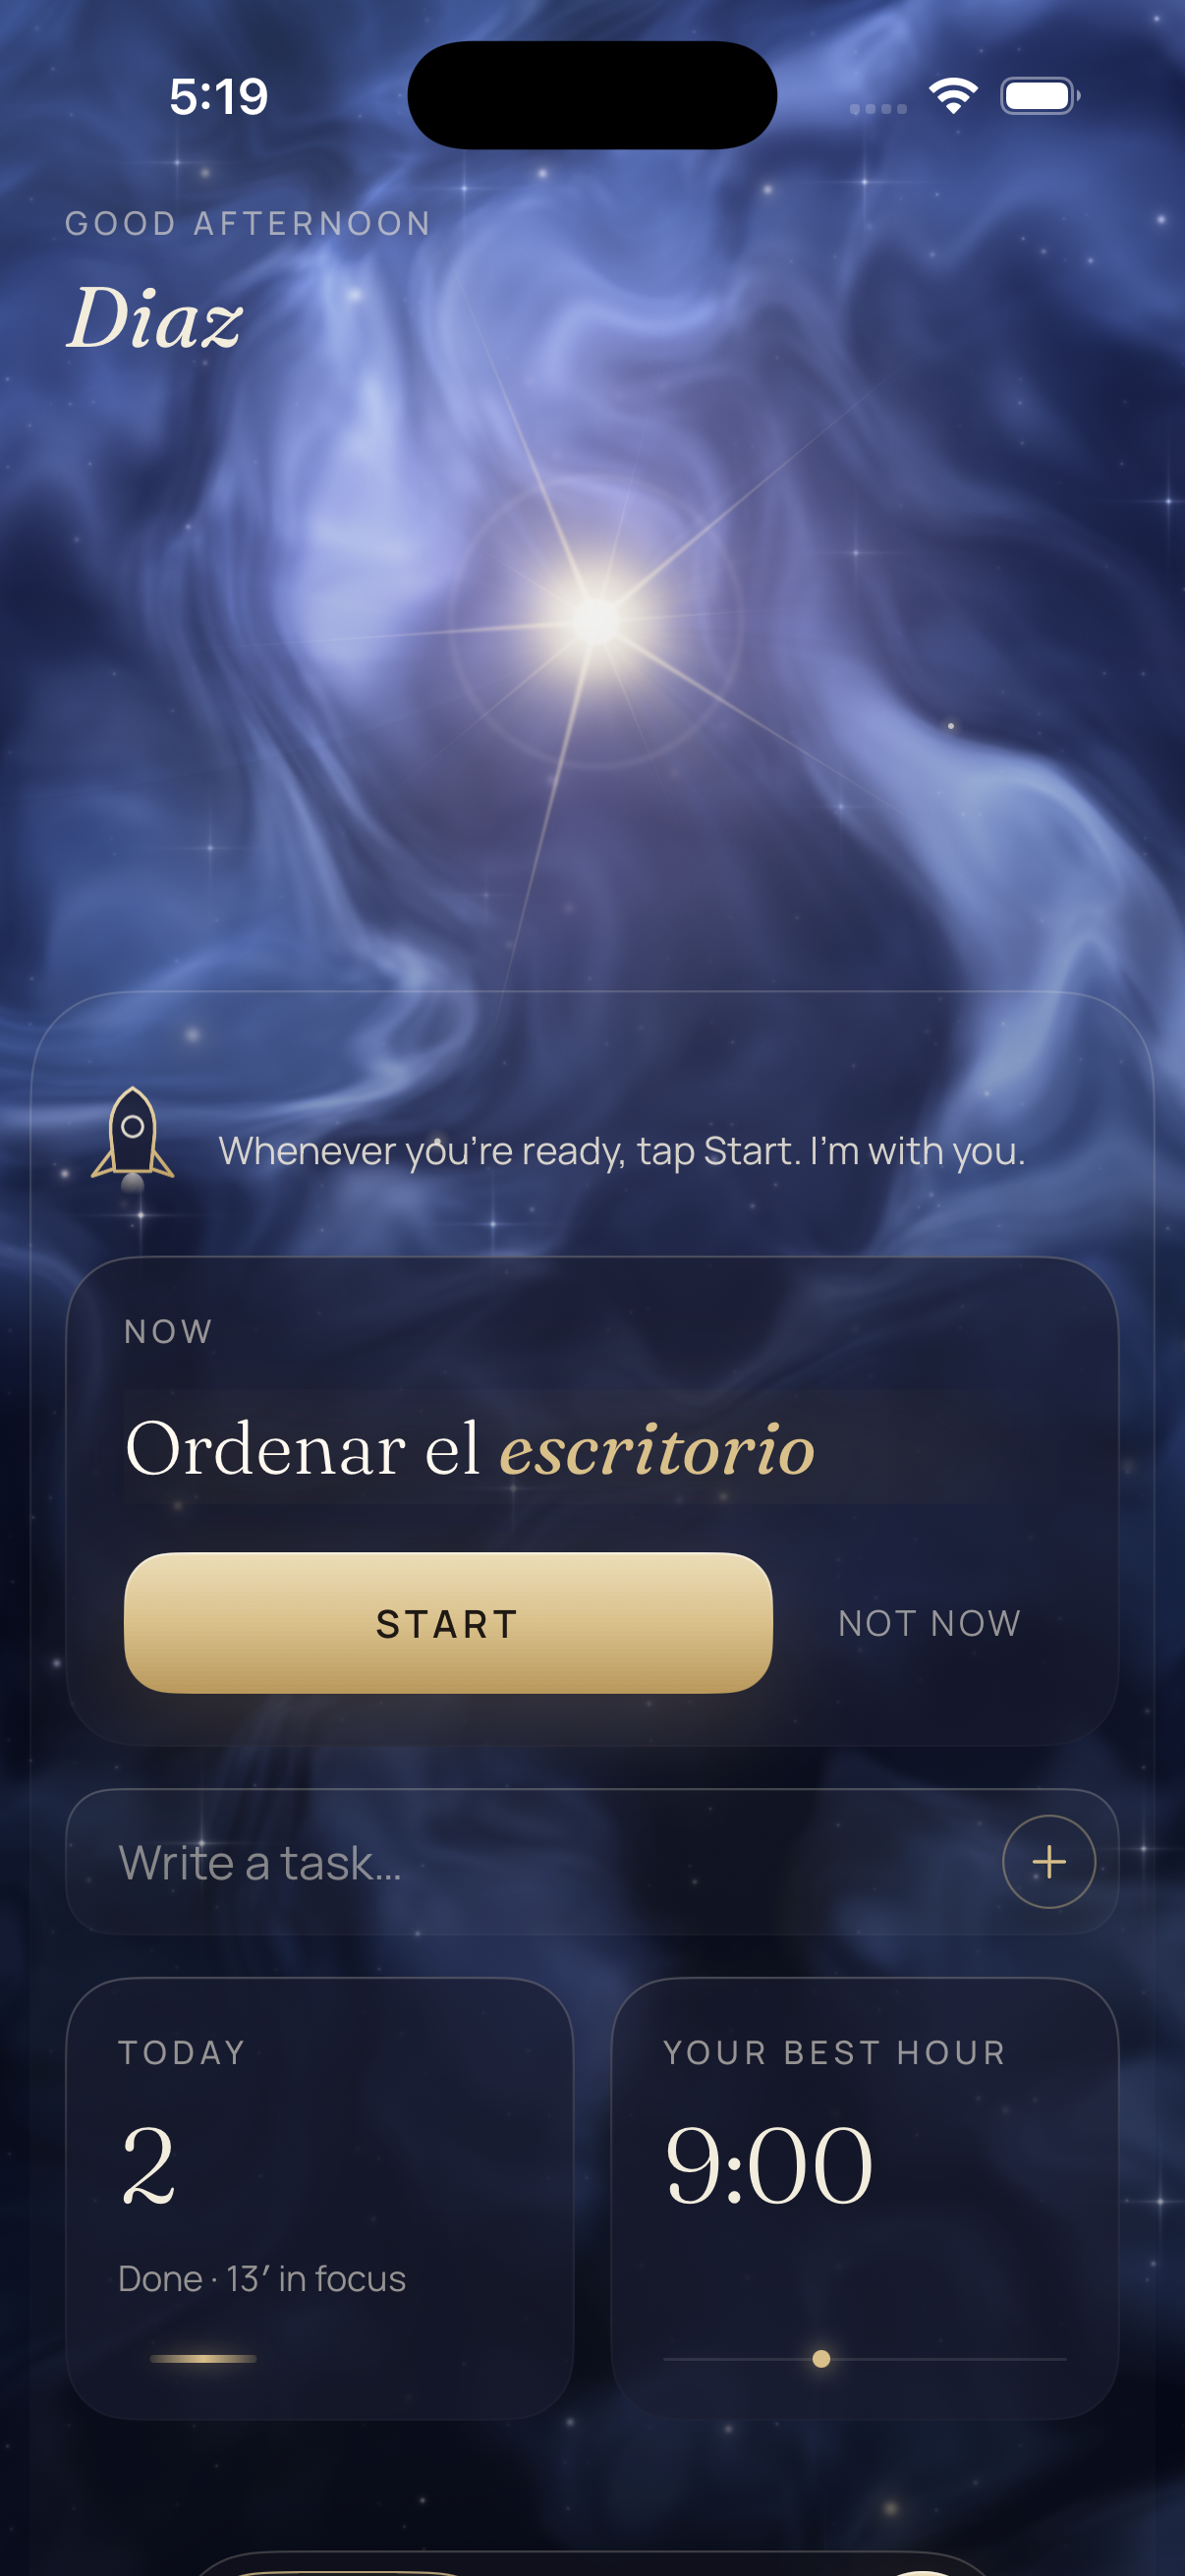 5:19
GOOD AFTERNOON
Diaz
Whenever you’re ready, tap Start. I’m with you.
NOW
Ordenar el escritorio
START
NOT NOW
Write a task...
TODAY
YOUR BEST HOUR
2
9:00
Done · 13′ in focus